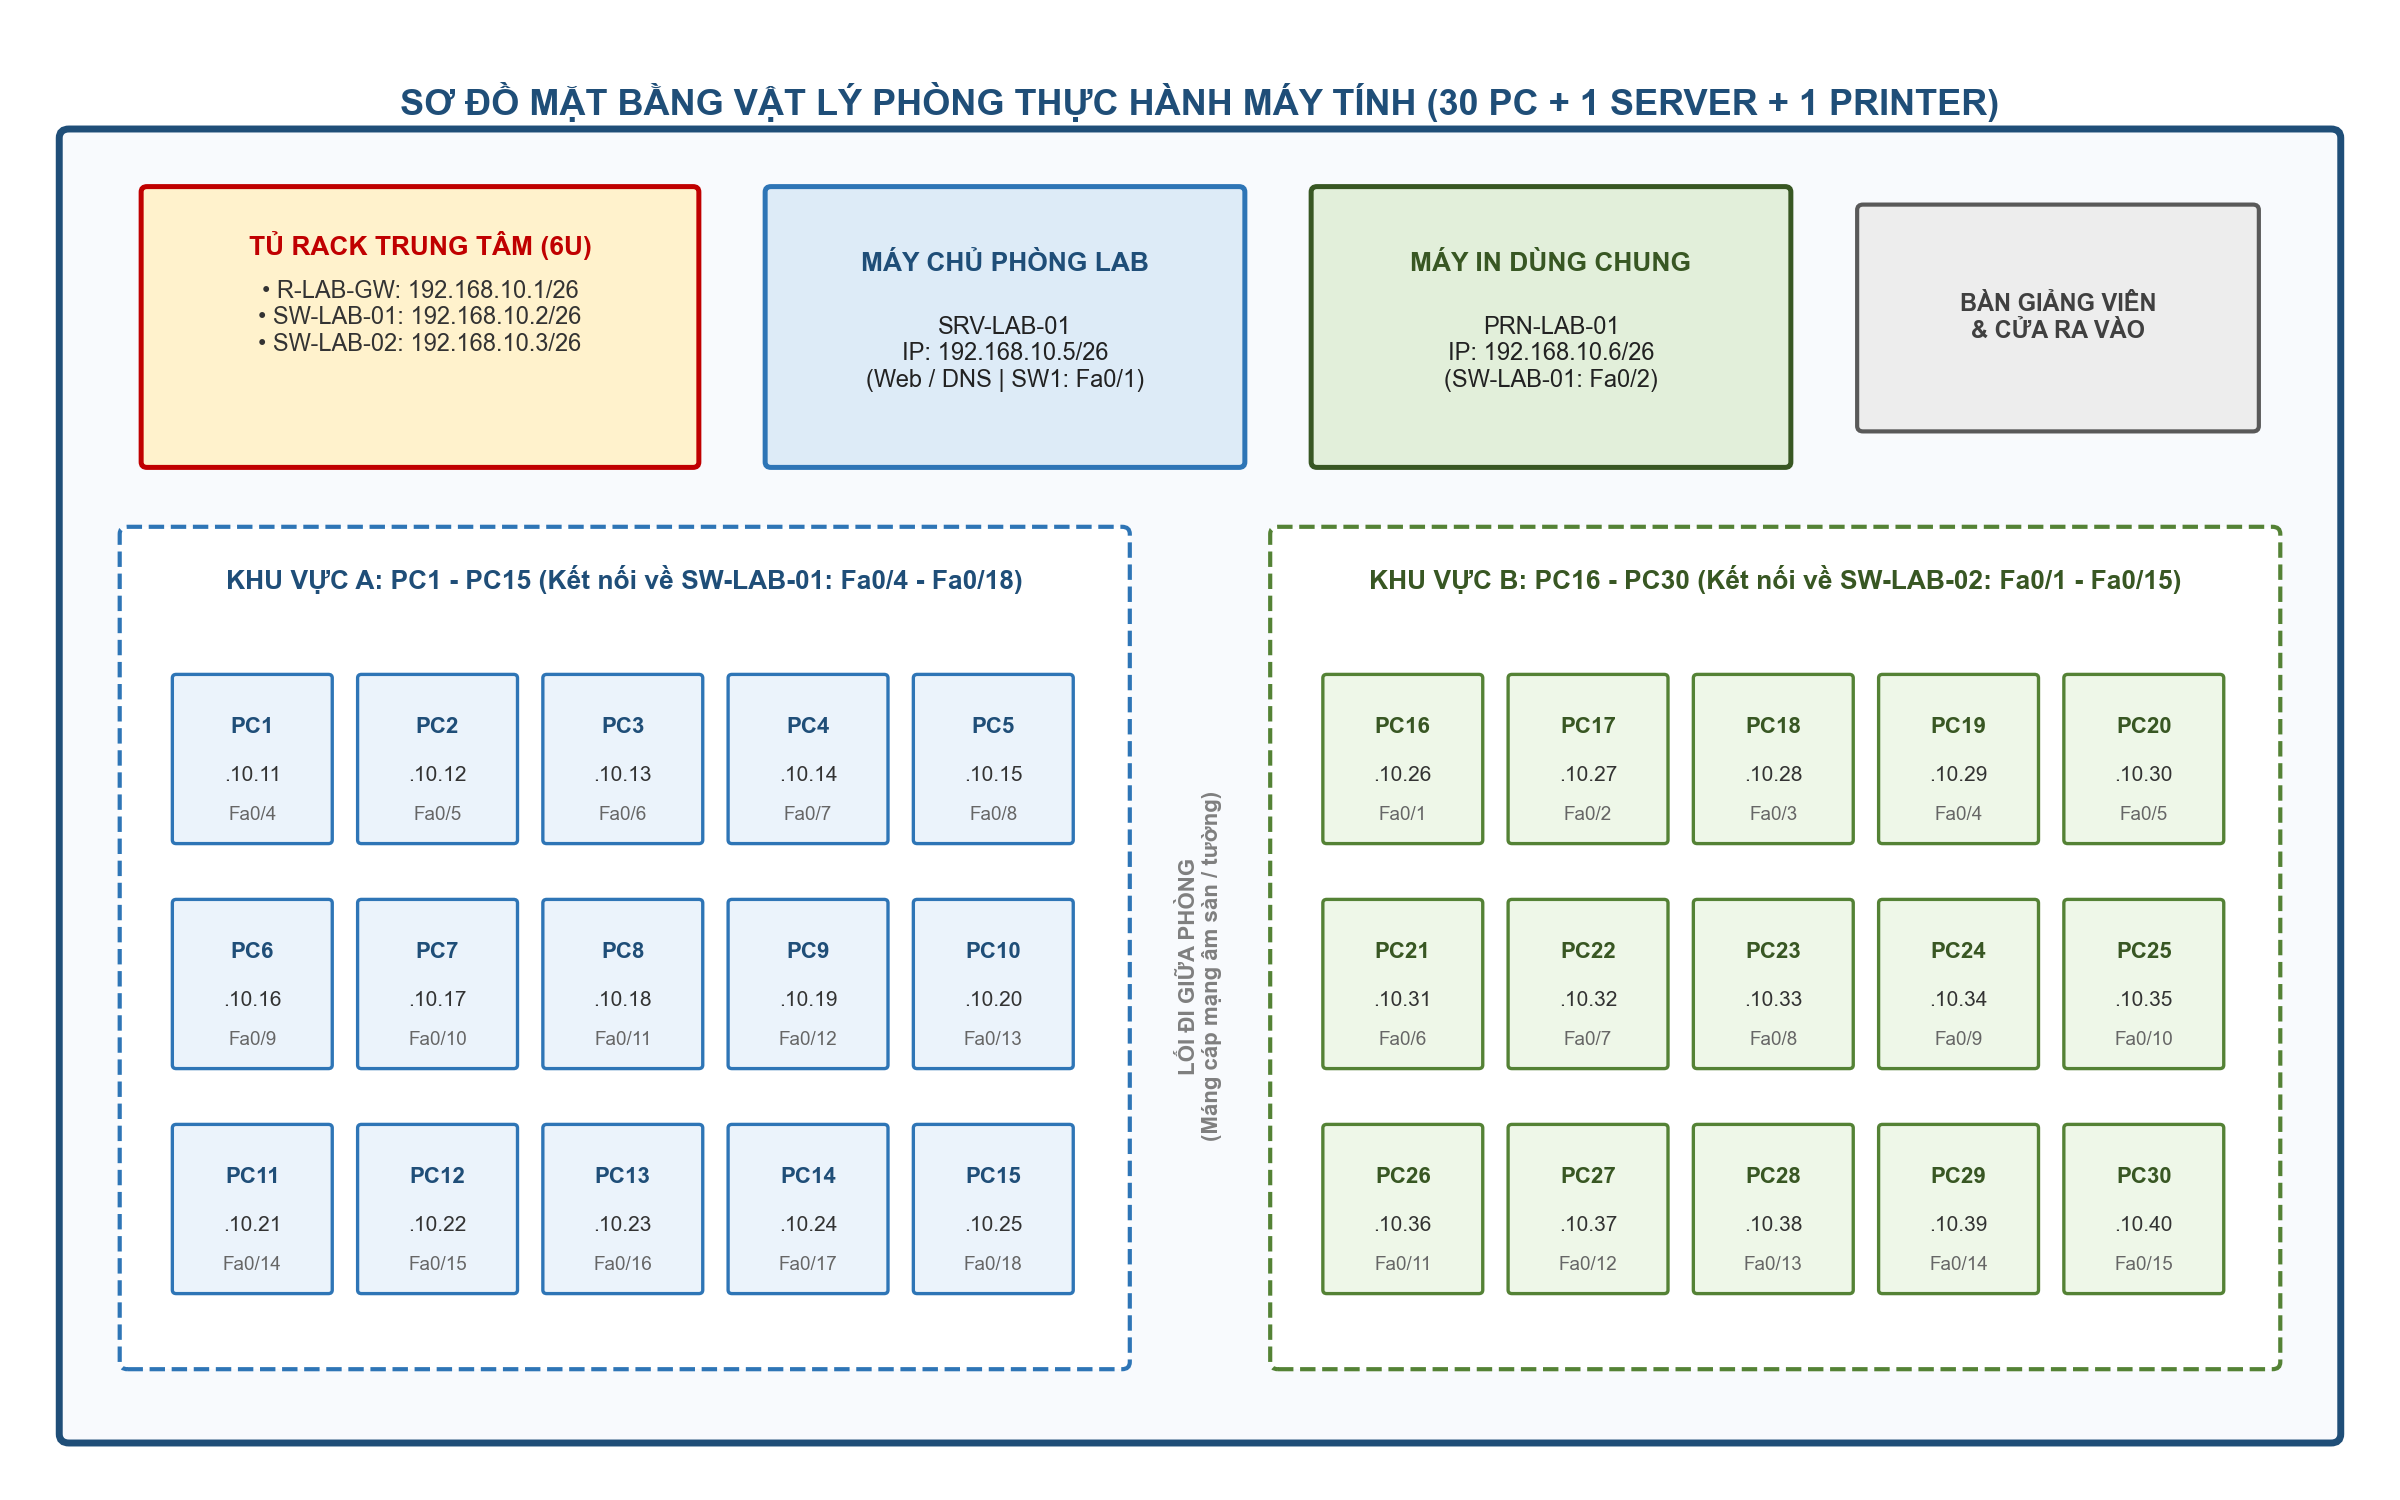 SƠ ĐỒ MẶT BẰNG VẬT LÝ PHÒNG THỰC HÀNH MÁY TÍNH (30 PC + 1 SERVER + 1 PRINTER)
TỦ RACK TRUNG TÂM (6U)
• R-LAB-GW: 192.168.10.1/26
• SW-LAB-01: 192.168.10.2/26
• SW-LAB-02: 192.168.10.3/26
MÁY CHỦ PHÒNG LAB
SRV-LAB-01
IP: 192.168.10.5/26
(Web / DNS | SW1: Fa0/1)
MÁY IN DÙNG CHUNG
PRN-LAB-01
IP: 192.168.10.6/26
(SW-LAB-01: Fa0/2)
BÀN GIẢNG VIÊN
& CỬA RA VÀO
KHU VỰC A: PC1 - PC15 (Kết nối về SW-LAB-01: Fa0/4 - Fa0/18)
PC1
.10.11
Fa0/4
PC2
.10.12
Fa0/5
PC3
.10.13
Fa0/6
PC4
.10.14
Fa0/7
PC5
.10.15
Fa0/8
PC6
.10.16
Fa0/9
PC7
.10.17
Fa0/10
PC8
.10.18
Fa0/11
PC9
.10.19
Fa0/12
PC10
.10.20
Fa0/13
PC11
.10.21
Fa0/14
PC12
.10.22
Fa0/15
PC13
.10.23
Fa0/16
PC14
.10.24
Fa0/17
PC15
.10.25
Fa0/18
LỐI ĐI GIỮA PHÒNG
(Máng cáp mạng âm sàn / tường)
KHU VỰC B: PC16 - PC30 (Kết nối về SW-LAB-02: Fa0/1 - Fa0/15)
PC16
.10.26
Fa0/1
PC17
.10.27
Fa0/2
PC18
.10.28
Fa0/3
PC19
.10.29
Fa0/4
PC20
.10.30
Fa0/5
PC21
.10.31
Fa0/6
PC22
.10.32
Fa0/7
PC23
.10.33
Fa0/8
PC24
.10.34
Fa0/9
PC25
.10.35
Fa0/10
PC26
.10.36
Fa0/11
PC27
.10.37
Fa0/12
PC28
.10.38
Fa0/13
PC29
.10.39
Fa0/14
PC30
.10.40
Fa0/15